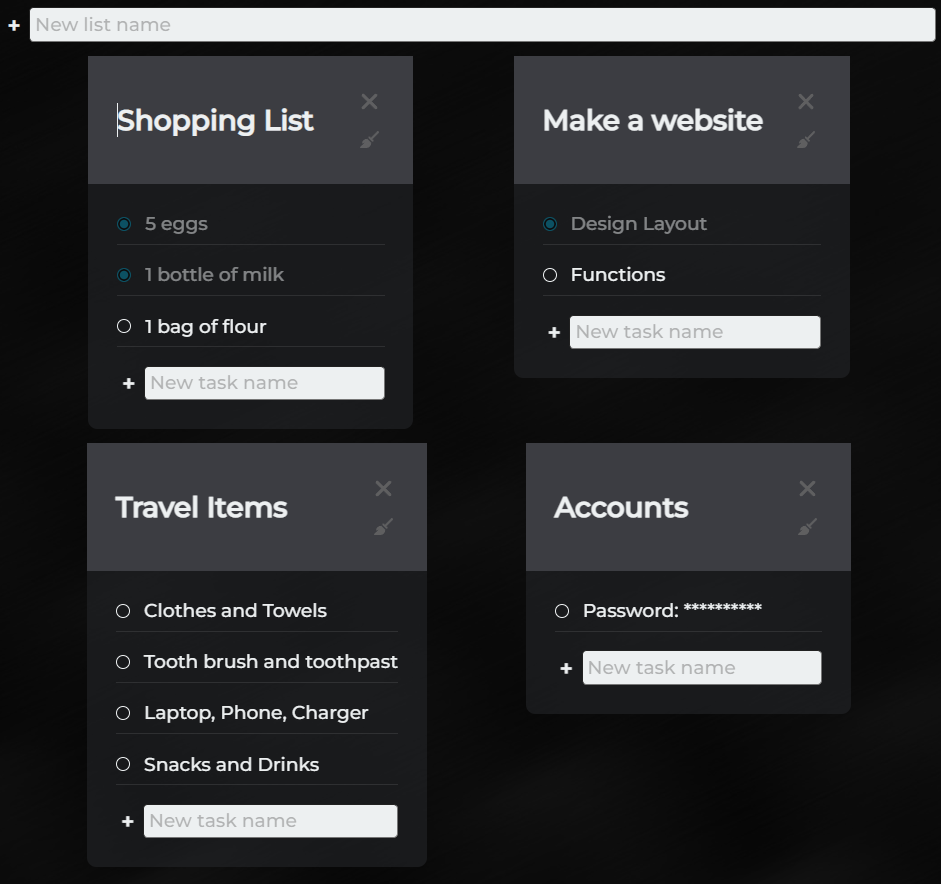 + New list name
Shopping List
5 eggs
1 bottle of milk
1 bag of flour
+ New task name
Make a website
Design Layout
Functions
+ New task name
Travel Items
Clothes and Towels
Tooth brush and toothpast
Laptop, Phone, Charger
Snacks and Drinks
+ New task name
Accounts
Password: **********
+ New task name